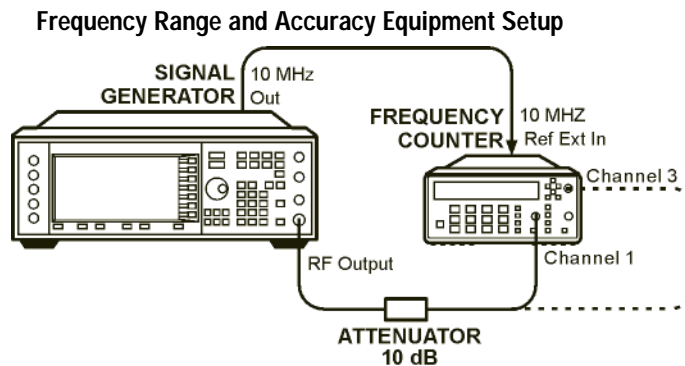 Frequency Range and Accuracy Equipment Setup
SIGNAL
GENERATOR
10 MHz
Out
FREQUENCY
COUNTER
10 MHZ
Ref Ext In
Channel 3
RF Output
Channel 1
ATTENUATOR
10 dB